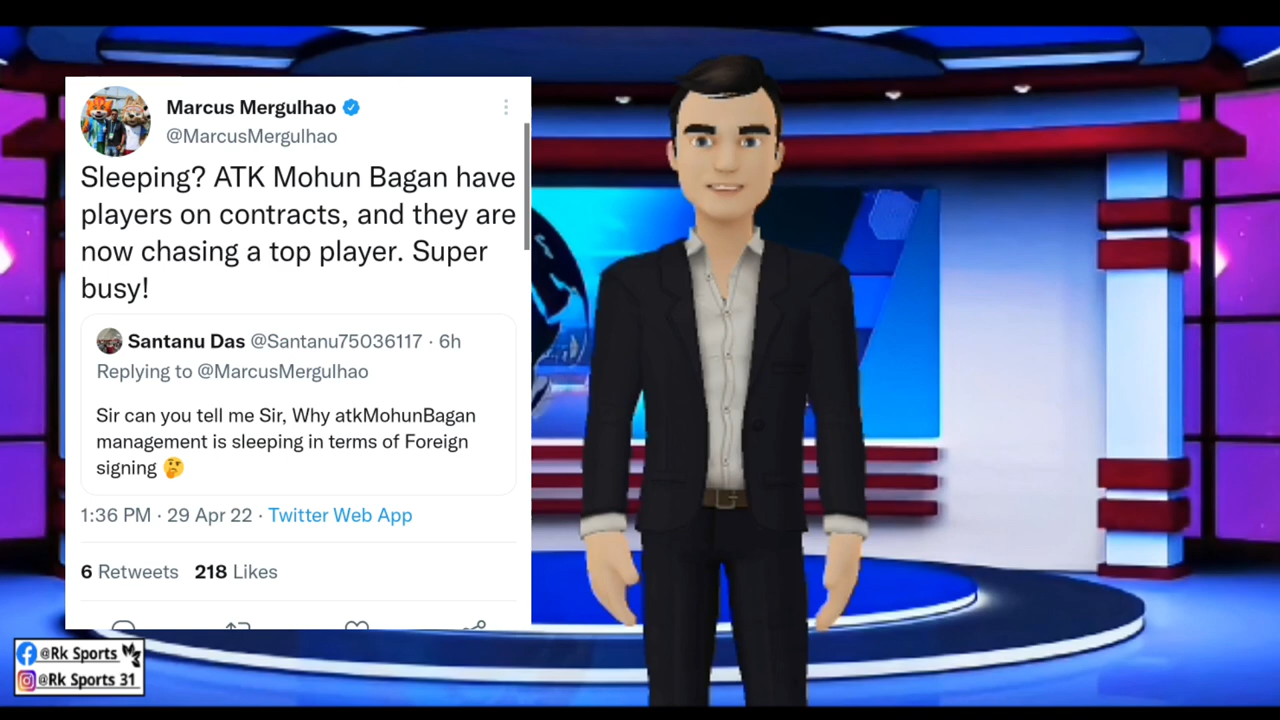 Marcus Mergulhao
@MarcusMergulhao
Sleeping? ATK Mohun Bagan have
players on contracts, and they are
now chasing a top player. Super
busy!
Santanu Das @Santanu75036117 · 6h
Replying to @MarcusMergulhao
Sir can you tell me Sir, Why atkMohunBagan
management is sleeping in terms of Foreign
signing 🤔
1:36 PM · 29 Apr 22 · Twitter Web App
6 Retweets 218 Likes
@Rk Sports
@Rk Sports 31